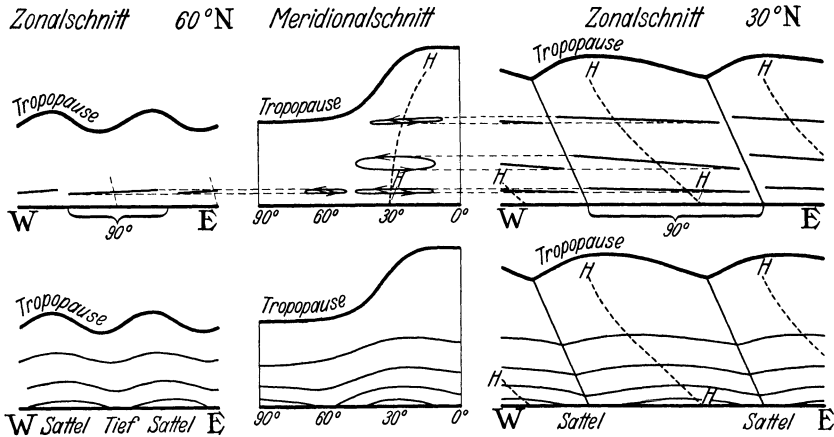 Zonalschnitt 60°N Meridionalschnitt Zonalschnitt 30°N
Tropopause
H
Tropopause
Tropopause
H
H
H
H
H
W 90° E
90° 60° 30° 0°
W 90° E
Tropopause
H
H
Tropopause
Tropopause
H
H
W Sattel Tief Sattel E
90° 60° 30° 0°
W Sattel Sattel E